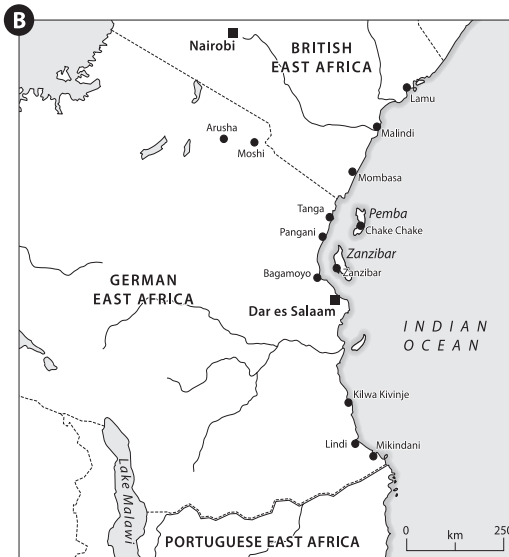 B
Nairobi
BRITISH
EAST AFRICA
Lamu
Malindi
Arusha
Moshi
Mombasa
Tanga
Pemba
Chake Chake
Pangani
Zanzibar
Zanzibar
Bagamoyo
GERMAN
EAST AFRICA
Dar es Salaam
INDIAN
OCEAN
Kilwa Kivinje
Lindi
Mikindani
Lake Malawi
PORTUGUESE EAST AFRICA
0 km 250